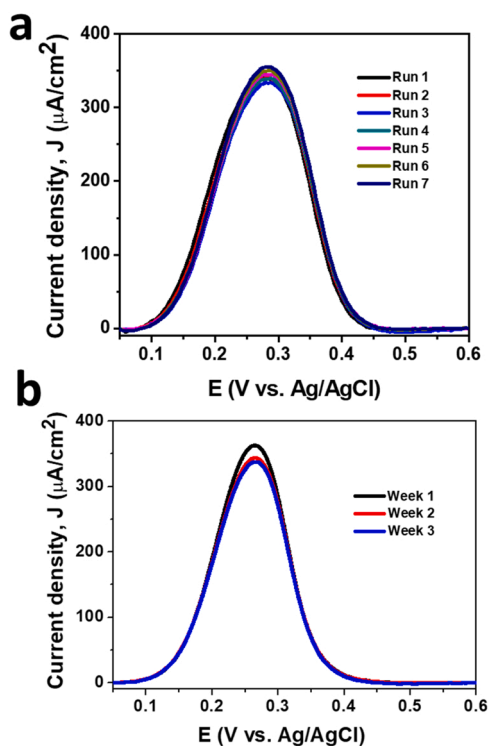 a
400
300
200
100
0
Current density, J (μA/cm²)
Run 1
Run 2
Run 3
Run 4
Run 5
Run 6
Run 7
0.1 0.2 0.3 0.4 0.5 0.6
E (V vs. Ag/AgCl)
b
400
300
200
100
0
Current density, J (μA/cm²)
Week 1
Week 2
Week 3
0.1 0.2 0.3 0.4 0.5 0.6
E (V vs. Ag/AgCl)